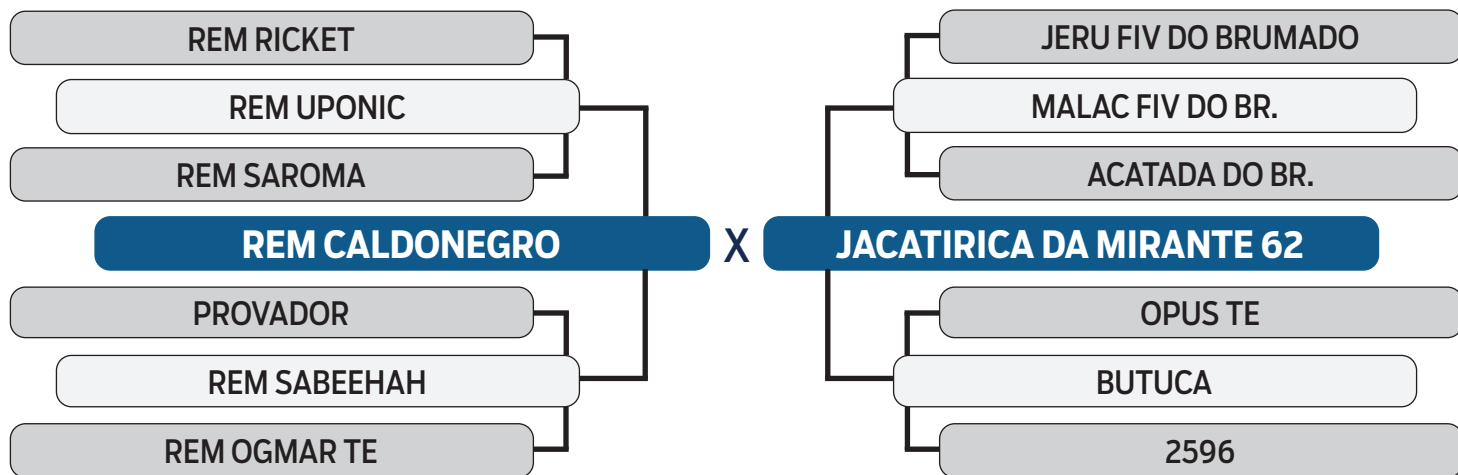 REM RICKET
JERU FIV DO BRUMADO
REM UPONIC
MALAC FIV DO BR.
REM SAROMA
ACATADA DO BR.
REM CALDONEGRO X JACATIRICA DA MIRANTE 62
PROVADOR
OPUS TE
REM SABEEHAH
BUTUCA
REM OGMAR TE
2596